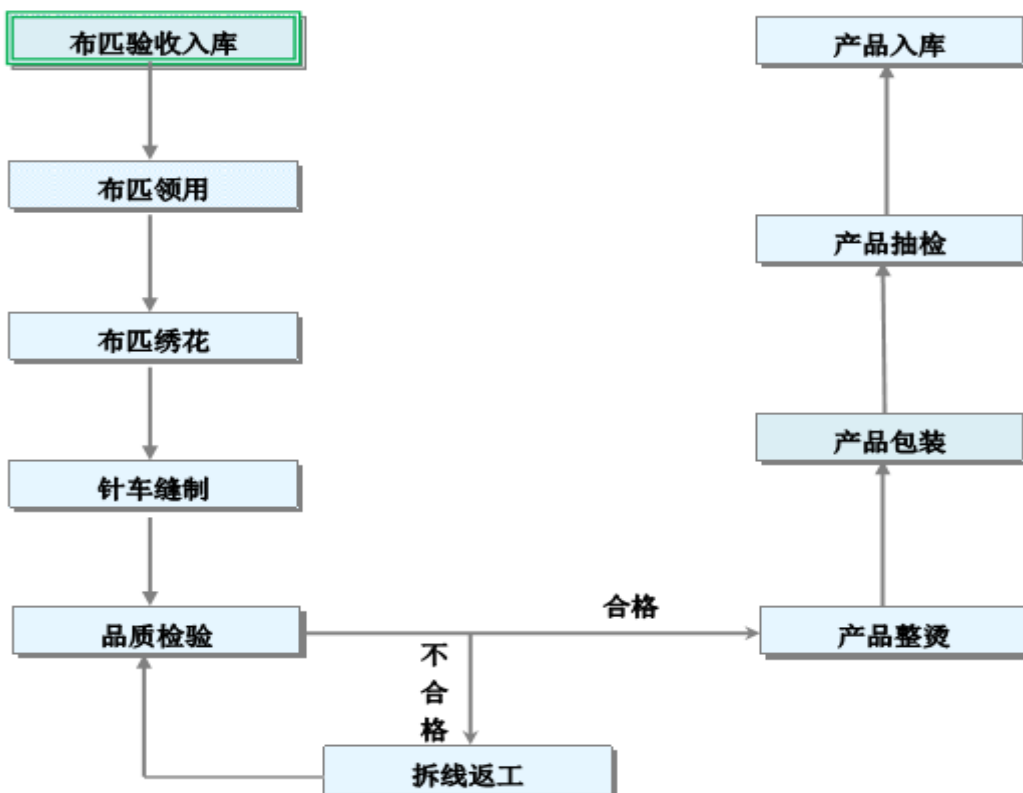 布匹验收入库
产品入库
布匹领用
产品抽检
布匹绣花
产品包装
针车缝制
合格
品质检验
产品整烫
不
合
格
拆线返工